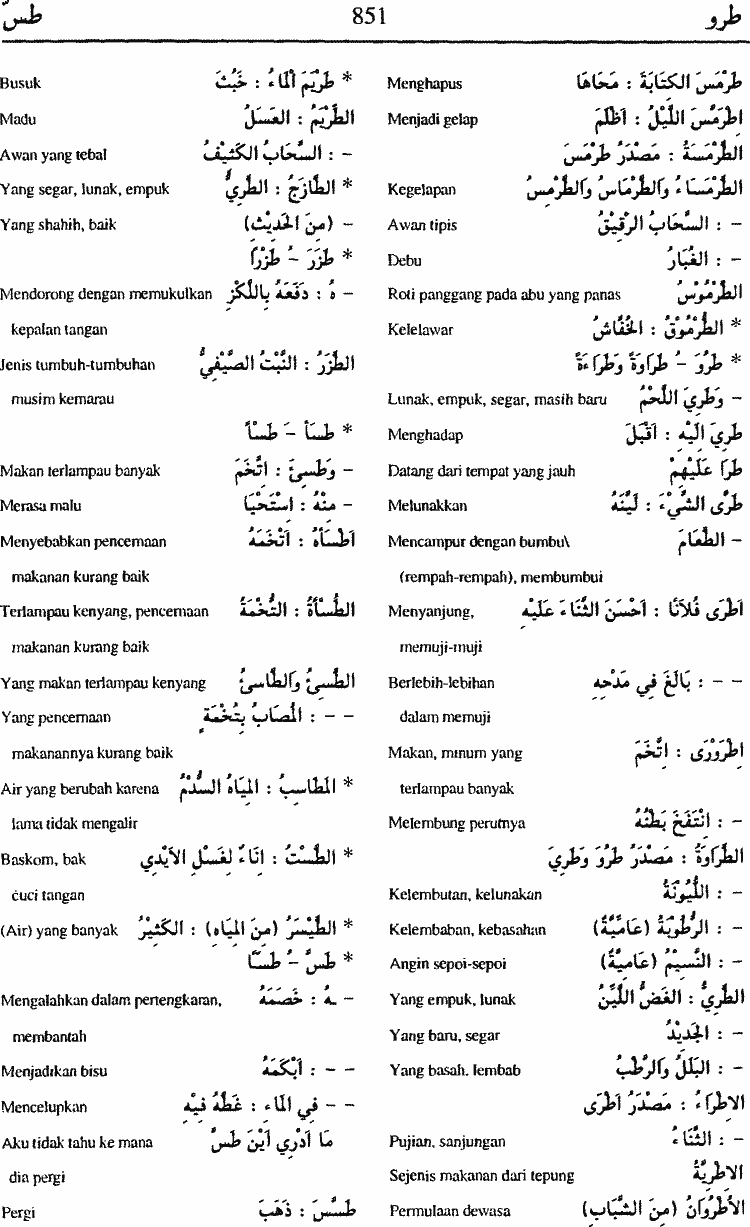 طرو 851 طسّ
طَرْمَسَ الكِتَابَةَ : مَحَاهَا Menghapus
اِطْرَمَّسَ اللَّيْلُ : اَظْلَمَ Menjadi gelap
الطَّرْمَسَةُ : مَصْدَرُ طَرْمَسَ
الطِّرْمِسَاءُ وَالطِّرْمَاسُ وَالطِّرْمِسُ Kegelapan
– : السَّحَابُ الرَّقِيْقُ Awan tipis
– : الغُبَارُ Debu
الطُّرْمُوْسُ Roti panggang pada abu yang panas
* الطُّرْمُوْقُ : الخُفَّاشُ Kelelawar
* طَرُوَ – ُ طَرَاوَةً وَطَرَاءَةً
– وَطَرِيَ اللَّحْمُ Lunak, empuk, segar, masih baru
طَرِيَ اِلَيْهِ : اَقْبَلَ Menghadap
طَرَا عَلَيْهِمْ Datang dari tempat yang jauh
طَرَّى الشَّيْءَ : لَيَّنَهُ Melunakkan
– الطَّعَامَ Mencampur dengan bumbu\
(rempah-rempah), membumbui
اَطْرَى فُلاَنًا : اَحْسَنَ الثَّنَاءَ عَلَيْهِ Menyanjung,
memuji-muji
– – : بَالَغَ فِي مَدْحِهِ Berlebih-lebihan
dalam memuji
اِطْرَوْرَى : اتَّخَمَ Makan, minum yang
terlampau banyak
– : انْتَفَخَ بَطْنُهُ Melembung perutnya
الطَّرَاوَةُ : مَصْدَرُ طَرُوَ وَطَرِيَ
– : اللُّيُوْنَةُ Kelembutan, kelunakan
– : الرُّطُوْبَةُ (عَامِّيَّةٌ) Kelembaban, kebasahan
– : النَّسِيْمُ (عَامِّيَّةٌ) Angin sepoi-sepoi
الطَّرِيُّ : الغَضُّ اللَّيِّنُ Yang empuk, lunak
– : الجَدِيْدُ Yang baru, segar
– : البَلَلُ وَالرُّطْبُ Yang basah. lembab
الاِطْرَاءُ : مَصْدَرُ اَطْرَى
– : الثَّنَاءُ Pujian, sanjungan
الاِطْرِيَّةُ Sejenis makanan dari tepung
الأُطْرُوَانُ (مِنَ الشَّبَابِ) Permulaan dewasa
* طَرْيَمَ الْمَاءُ : خَبُثَ Busuk
الطِّرْيَمُ : العَسَلُ Madu
– : السَّحَابُ الكَثِيْفُ Awan yang tebal
* الطَّازَجُ : الطَّرِيُّ Yang segar, lunak, empuk
– (مِنَ الحَدِيْثِ) Yang shahih, baik
* طَزَرَ – ُ طَزْرًا
– هُ : دَفَعَهُ بِاللَّكْزِ Mendorong dengan memukulkan
kepalan tangan
الطَّزَرُ : النَّبْتُ الصَّيْفِيُّ Jenis tumbuh-tumbuhan
musim kemarau
* طَسَأَ – َ طَسْأً
– وَطَسِئَ : اتَّخَمَ Makan terlampau banyak
– مِنْهُ : اسْتَحْيَا Merasa malu
اَطْسَأَهُ : اَتْخَمَهُ Menyebabkan pencernaan
makanan kurang baik
الطَّسْأَةُ : التُّخْمَةُ Terlampau kenyang, pencernaan
makanan kurang baik
الطَّسِئُ وَالطَّاسِئُ Yang makan terlampau kenyang
– – : الْمُصَابُ بِتُخْمَةٍ Yang pencernaan
makanannya kurang baik
* الْمَطَاسِبُ : الْمِيَاهُ السُّدُمُ Air yang berubah karena
lama tidak mengalir
* الطَّسْتُ : اِنَاءٌ لِغَسْلِ الأَيْدِي Baskom, bak
cuci tangan
* الطَّيْسَرُ (مِنَ الْمِيَاهِ) : الكَثِيْرُ (Air) yang banyak
* طَسَّ – ُ طَسًّا
– ـهُ : خَصَمَهُ Mengalahkan dalam pertengkaran,
membantah
– – : اَبْكَمَهُ Menjadikan bisu
– – فِي الْمَاءِ : غَطَّهُ فِيْهِ Mencelupkan
مَا اَدْرِي اَيْنَ طَسَّ Aku tidak tahu ke mana
dia pergi
طَسَّسَ : ذَهَبَ Pergi